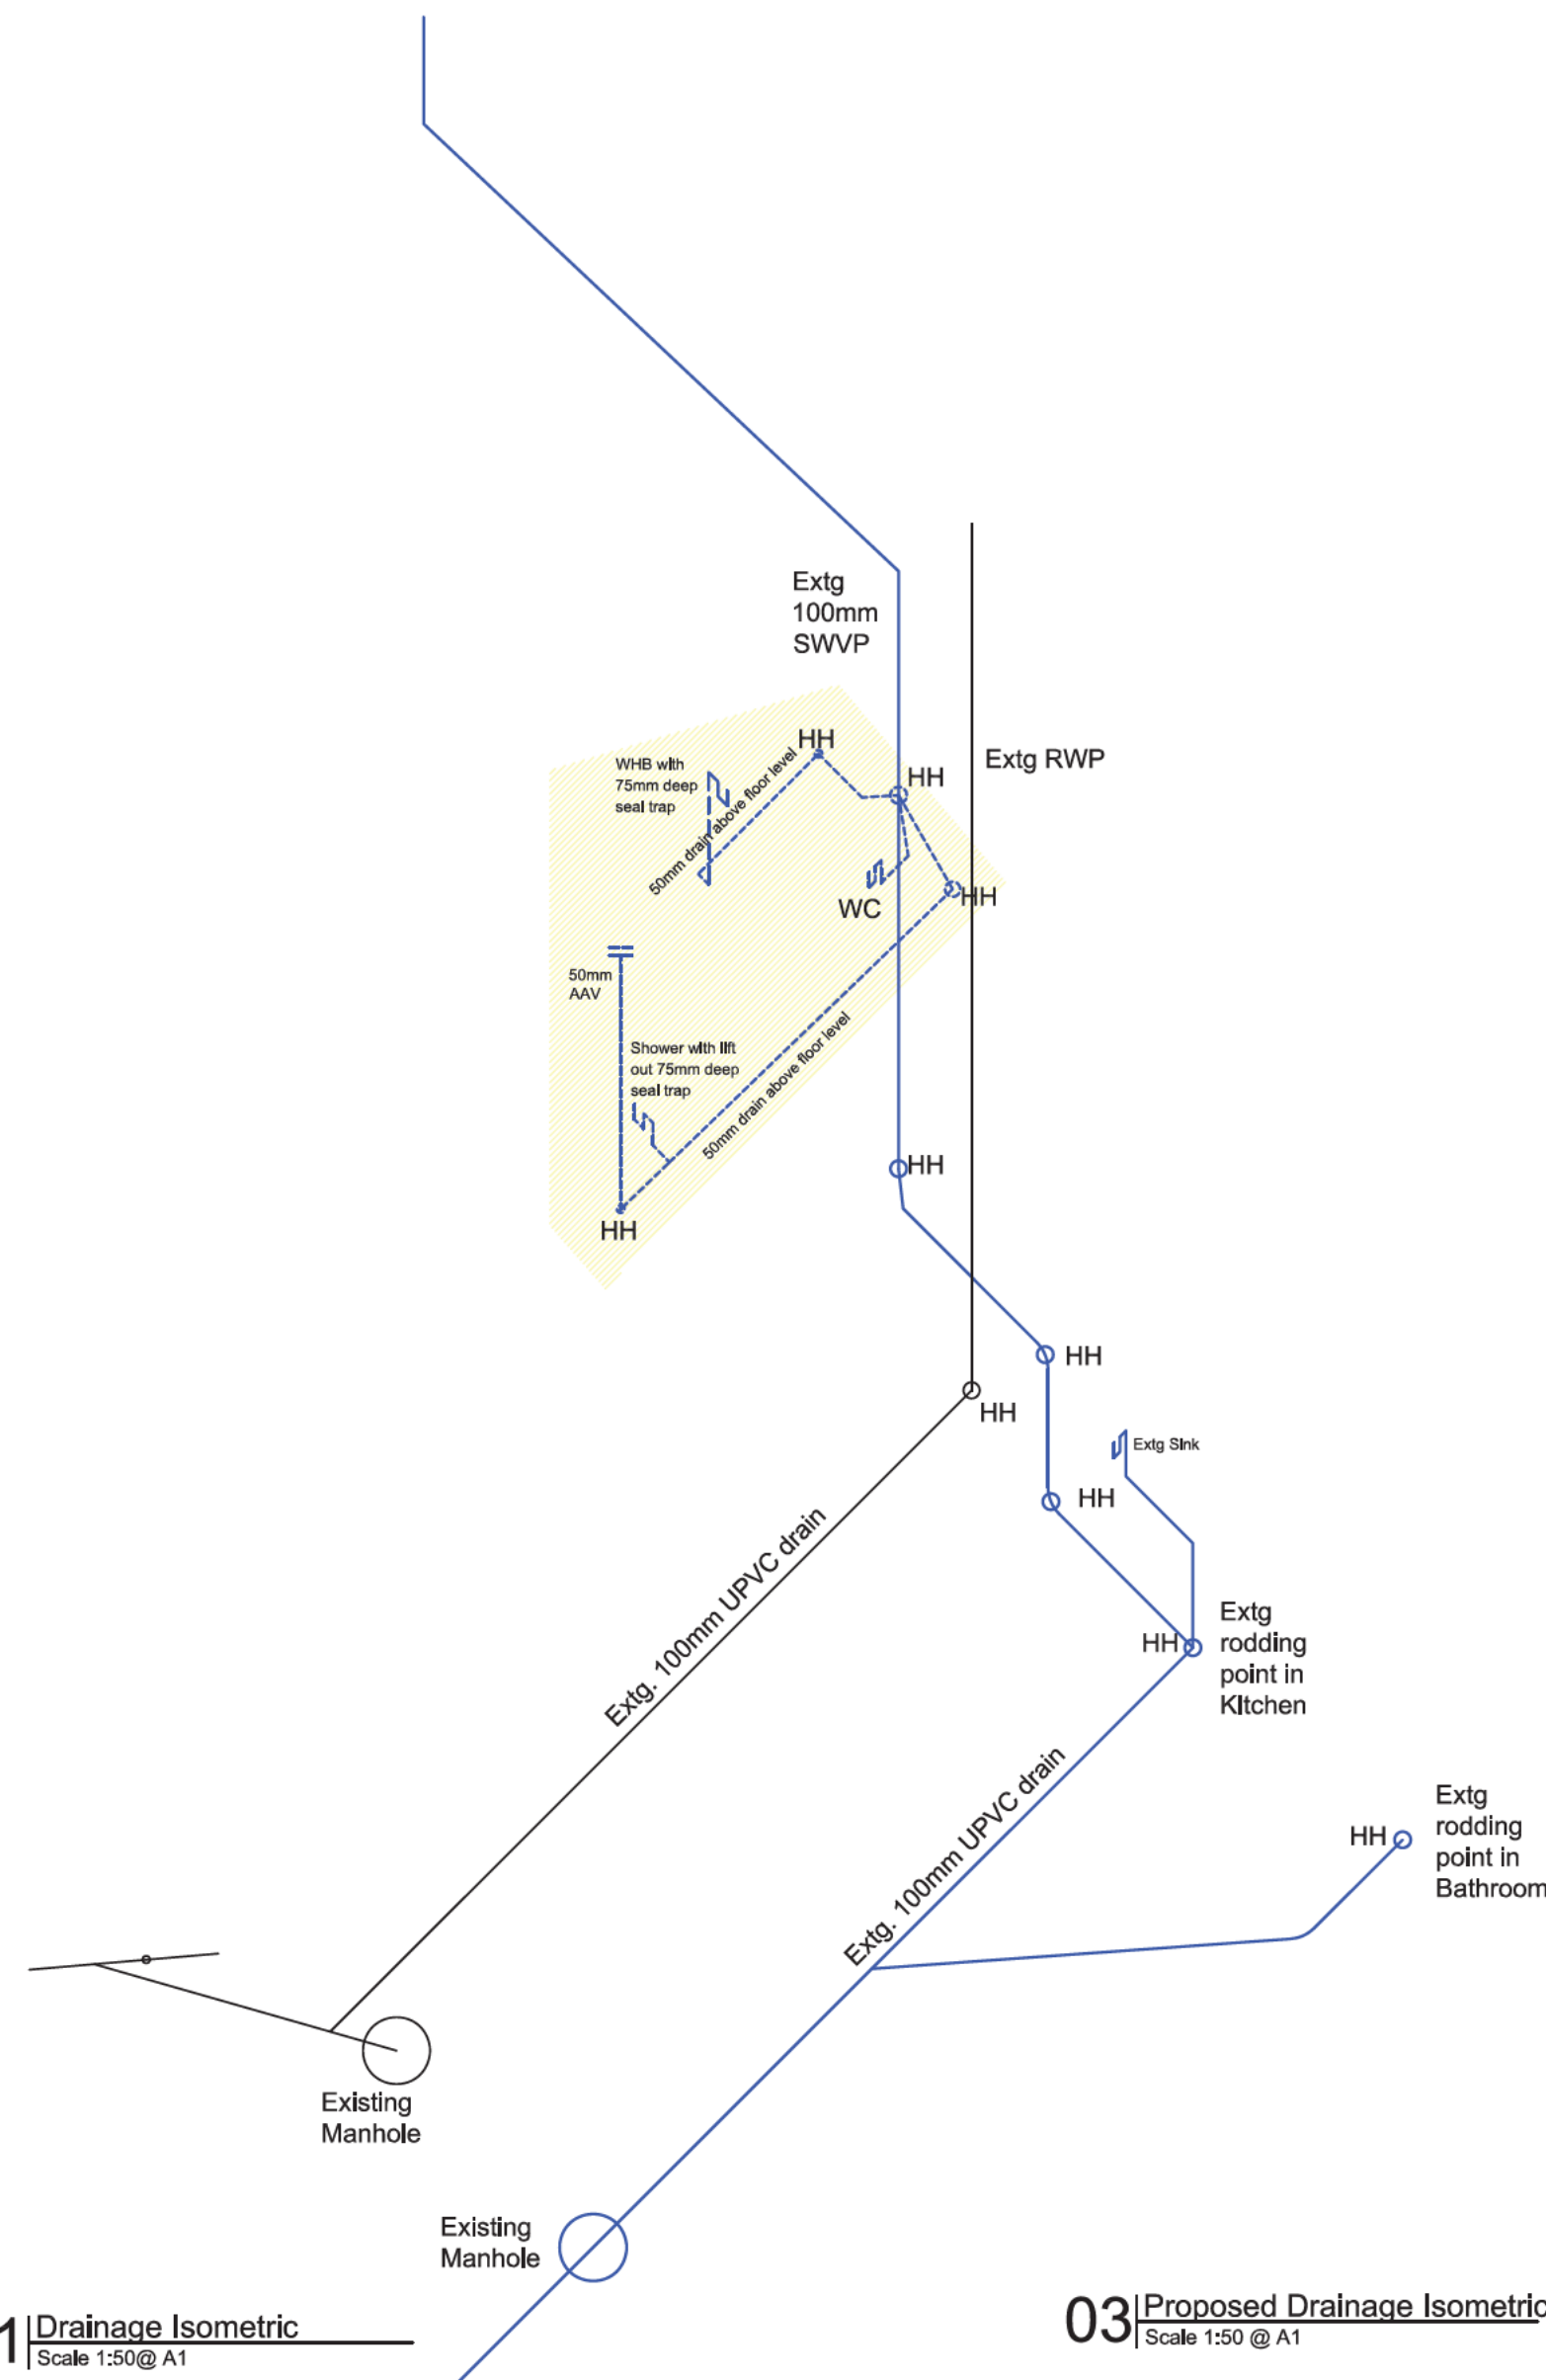 Extg
100mm
SWVP
Extg RWP
HH
HH
WHB with
75mm deep
seal trap
50mm drain above floor level
WC
HH
50mm
AAV
Shower with lift
out 75mm deep
seal trap
50mm drain above floor level
HH
HH
HH
HH
Extg Sink
HH
Extg. 100mm UPVC drain
HH
Extg
rodding
point in
Kitchen
Extg. 100mm UPVC drain
HH
Extg
rodding
point in
Bathroom
Existing
Manhole
Existing
Manhole
1 Drainage Isometric
Scale 1:50@ A1
03 Proposed Drainage Isometric
Scale 1:50 @ A1